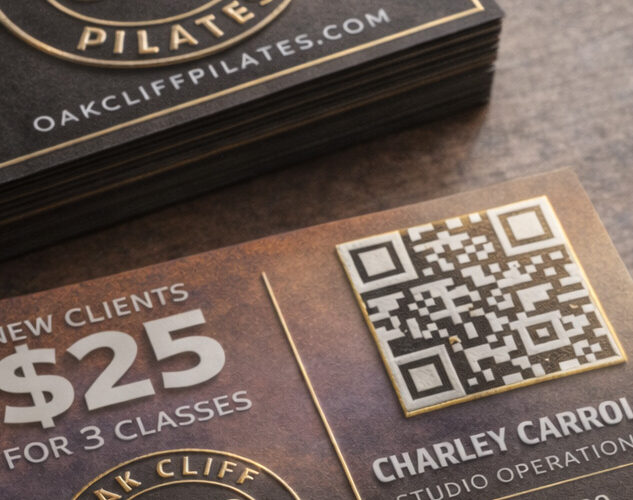 PILATES
OAKCLIFFPILATES.COM
NEW CLIENTS
$25
FOR 3 CLASSES
OAK CLIFF
CHARLEY CARROL
STUDIO OPERATION